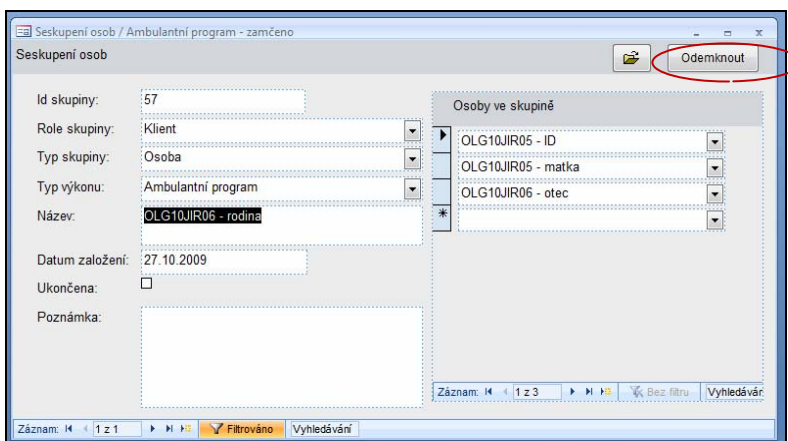 Seskupení osob / Ambulantní program - zamčeno
Seskupení osob
Odemknout
Id skupiny: 57
Role skupiny: Klient
Typ skupiny: Osoba
Typ výkonu: Ambulantní program
Název: OLG10JIR06 - rodina
Datum založení: 27.10.2009
Ukončena:
Poznámka:
Osoby ve skupině
OLG10JIR05 - ID
OLG10JIR05 - matka
OLG10JIR06 - otec
Záznam: 1 z 3 Bez filtru Vyhledávár
Záznam: 1 z 1 Filtrováno Vyhledávání